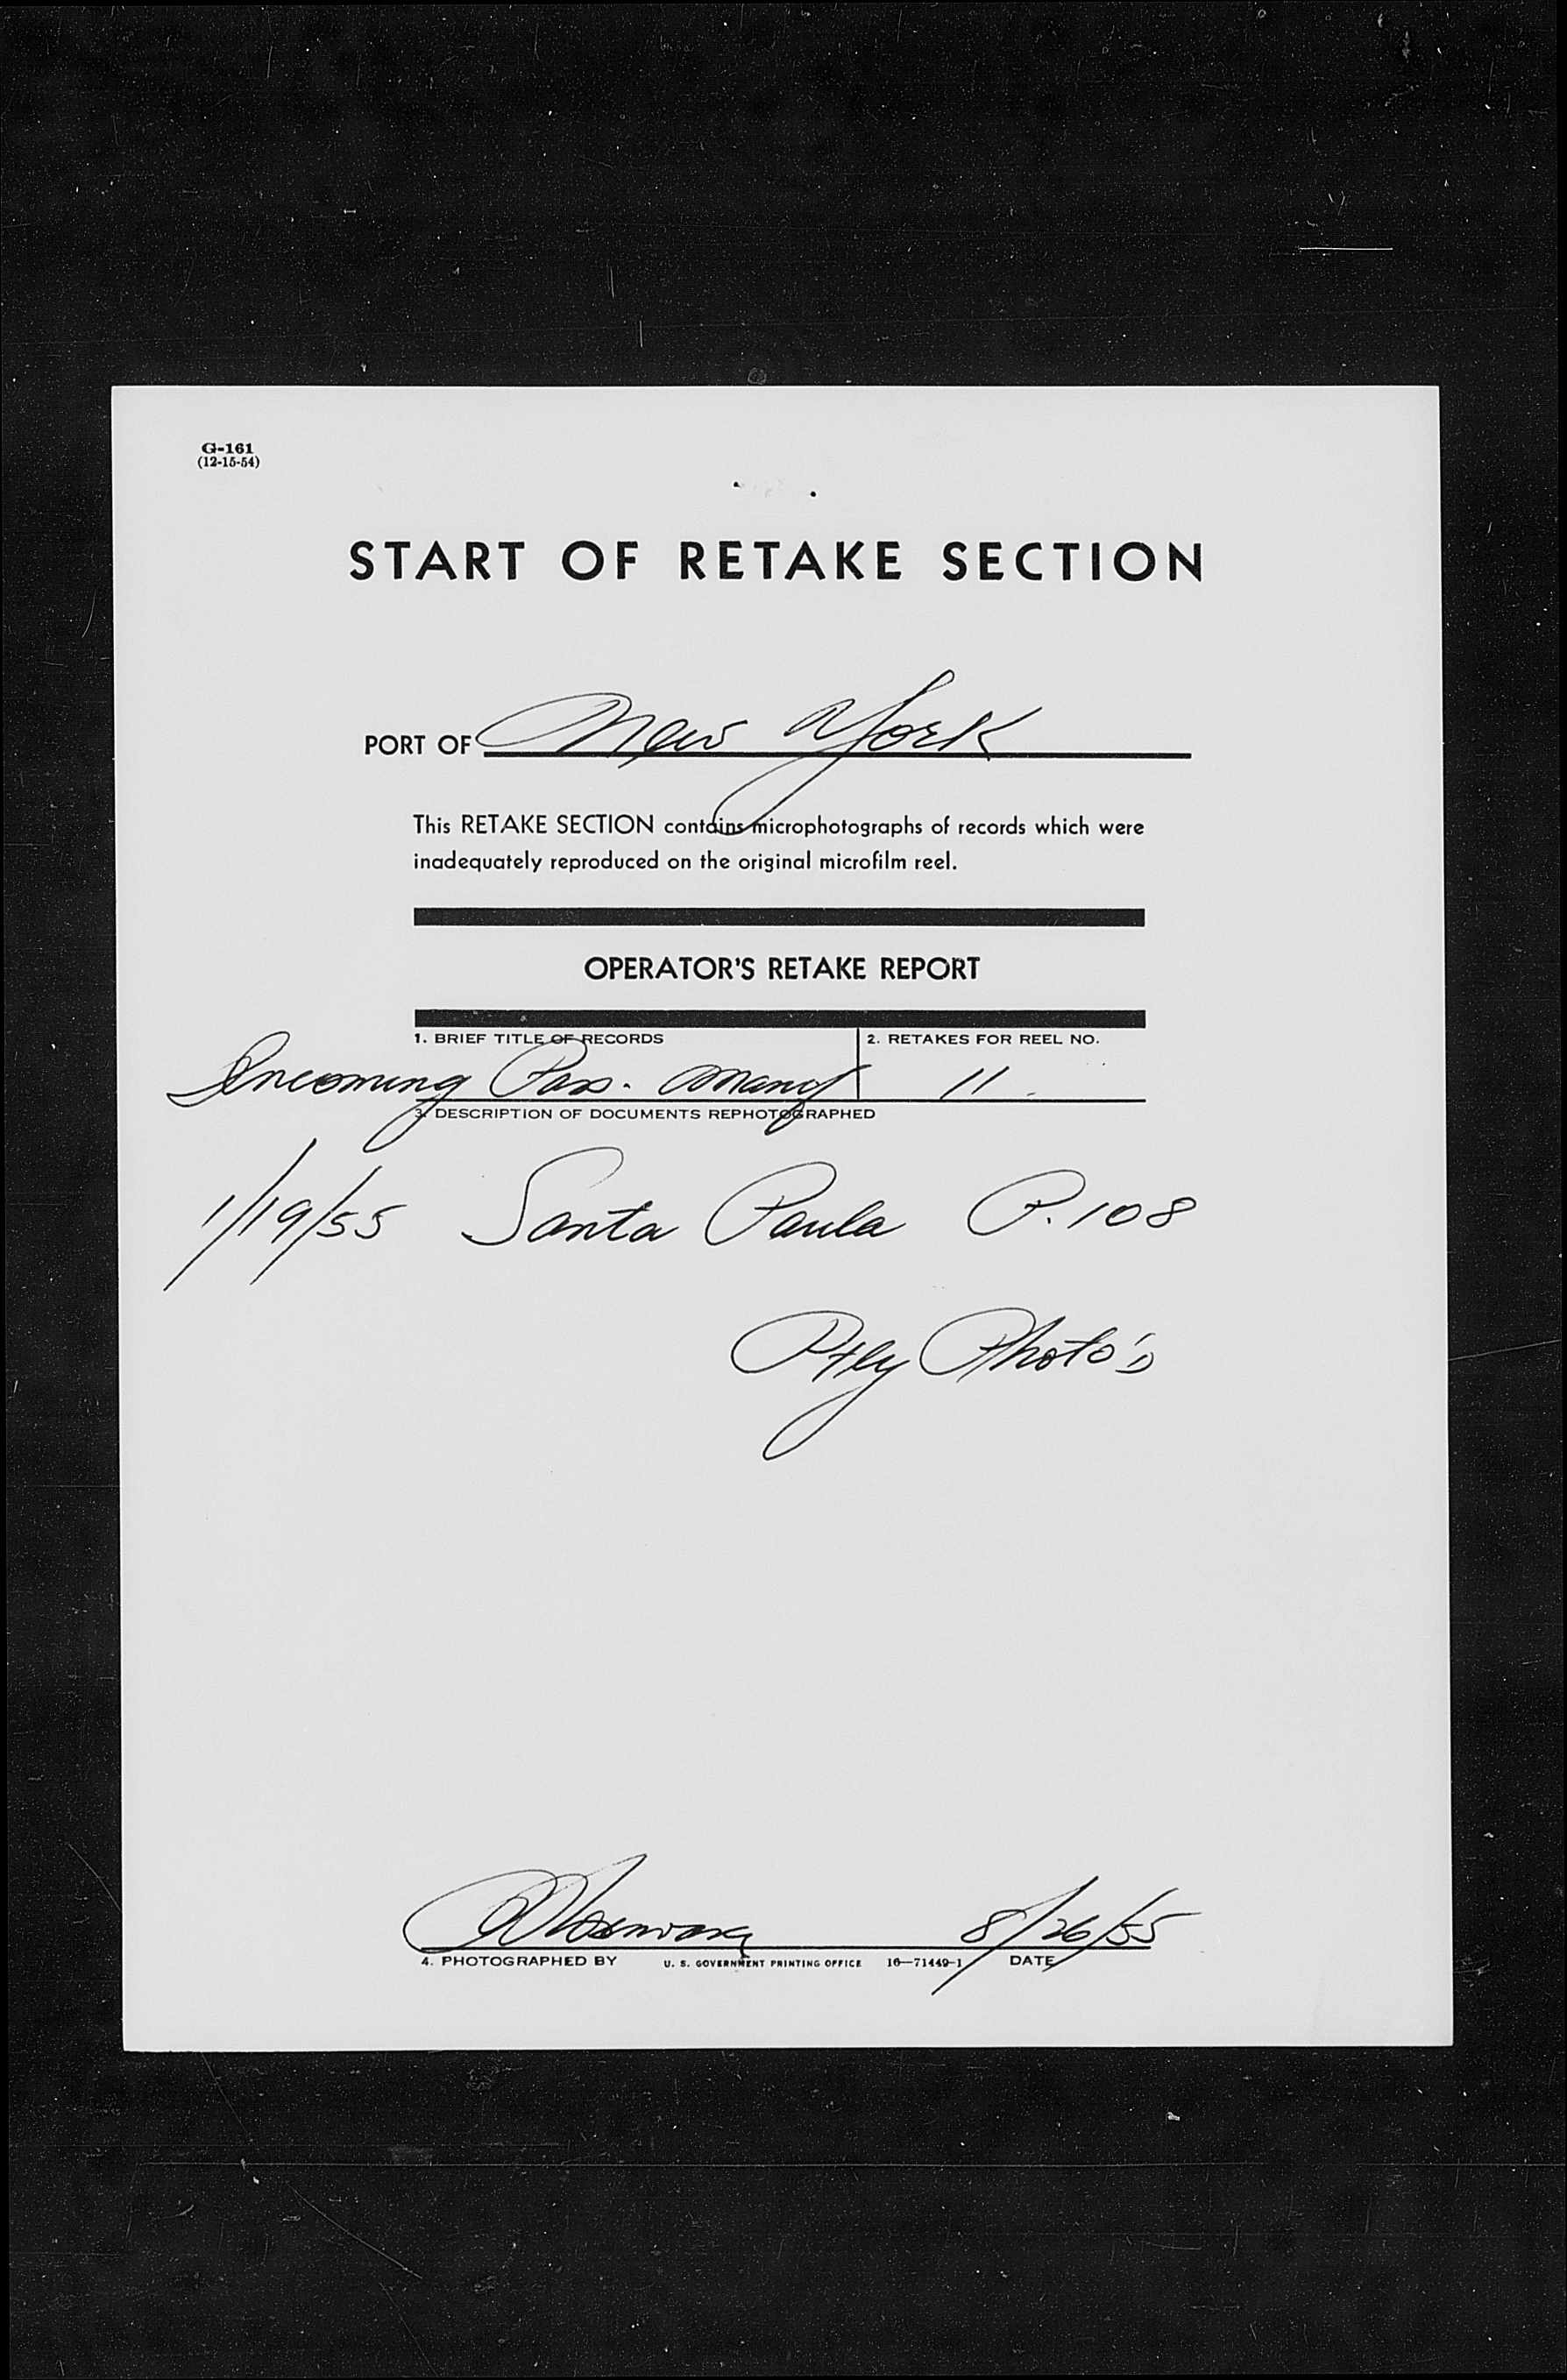 G-161
(12-15-54)
START OF RETAKE SECTION
PORT OF New York
This RETAKE SECTION contains microphotographs of records which were
inadequately reproduced on the original microfilm reel.
OPERATOR'S RETAKE REPORT
1. BRIEF TITLE OF RECORDS 2. RETAKES FOR REEL NO.
Incoming Pass. Manf 11
3. DESCRIPTION OF DOCUMENTS REPHOTOGRAPHED
1/19/55 Santa Paula P. 108
Ptly Photo'd
8/26/55
4. PHOTOGRAPHED BY U. S. GOVERNMENT PRINTING OFFICE 16—71449-1 DATE